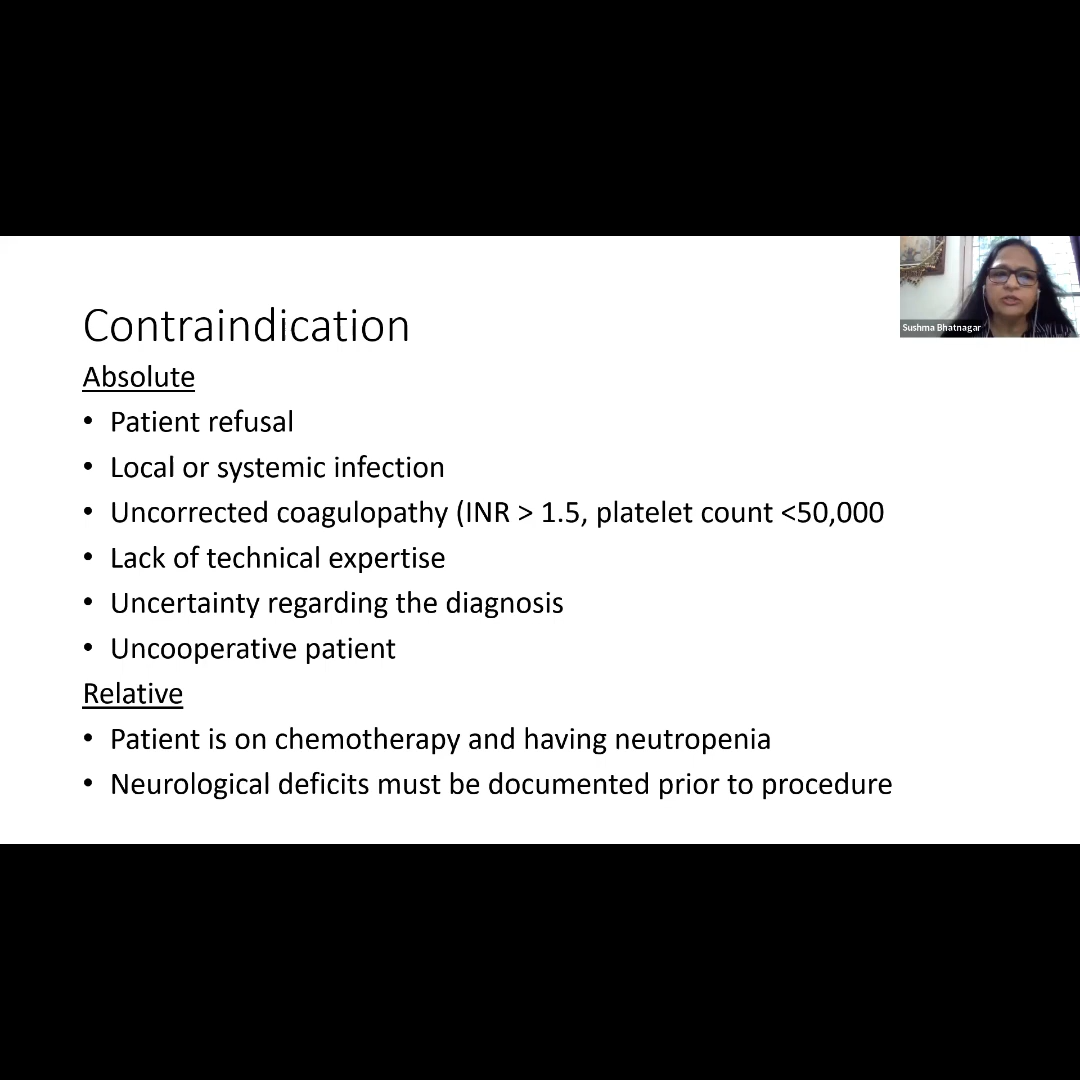 Sushma Bhatnagar
Contraindication
Absolute
• Patient refusal
• Local or systemic infection
• Uncorrected coagulopathy (INR > 1.5, platelet count <50,000
• Lack of technical expertise
• Uncertainty regarding the diagnosis
• Uncooperative patient
Relative
• Patient is on chemotherapy and having neutropenia
• Neurological deficits must be documented prior to procedure